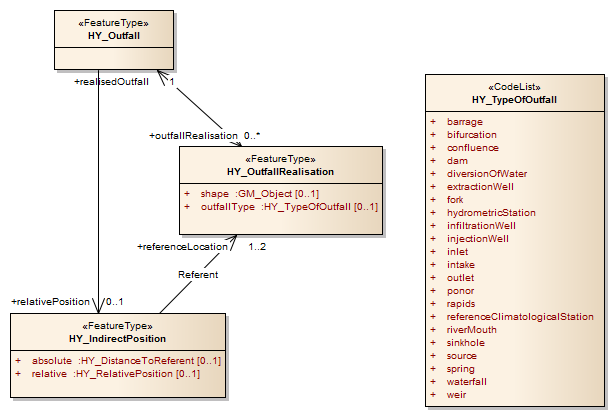 «FeatureType»
HY_Outfall
+realisedOutfall
1
+outfallRealisation 0..*
«FeatureType»
HY_OutfallRealisation
+ shape :GM_Object [0..1]
+ outfallType :HY_TypeOfOutfall [0..1]
+referenceLocation 1..2
Referent
+relativePosition 0..1
«FeatureType»
HY_IndirectPosition
+ absolute :HY_DistanceToReferent [0..1]
+ relative :HY_RelativePosition [0..1]
«CodeList»
HY_TypeOfOutfall
+ barrage
+ bifurcation
+ confluence
+ dam
+ diversionOfWater
+ extractionWell
+ fork
+ hydrometricStation
+ infiltrationWell
+ injectionWell
+ inlet
+ intake
+ outlet
+ ponor
+ rapids
+ referenceClimatologicalStation
+ riverMouth
+ sinkhole
+ source
+ spring
+ waterfall
+ weir